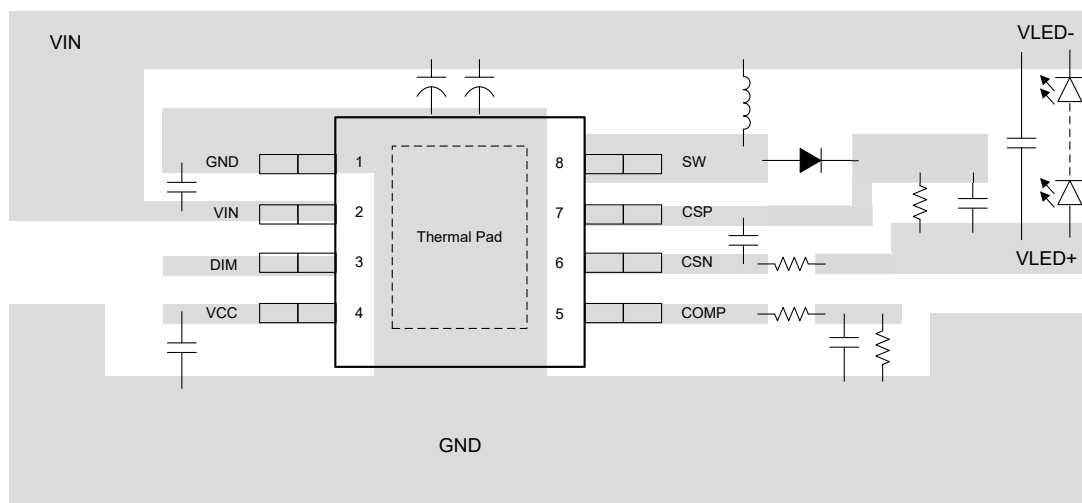 VIN
VLED-
GND 1 8 SW
VIN 2 7 CSP
Thermal Pad
DIM 3 6 CSN
VLED+
VCC 4 5 COMP
GND